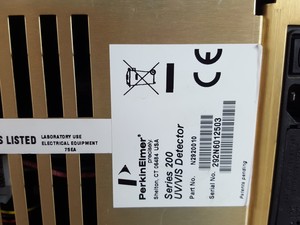 S LISTED
LABORATORY USE
ELECTRICAL EQUIPMENT
CE
PerkinElmer
precisely.
Shelton, CT 06484 USA
Series 200
UV/VIS Detector
Part No. N2920010
Serial No. 292N6012503
Patents pending